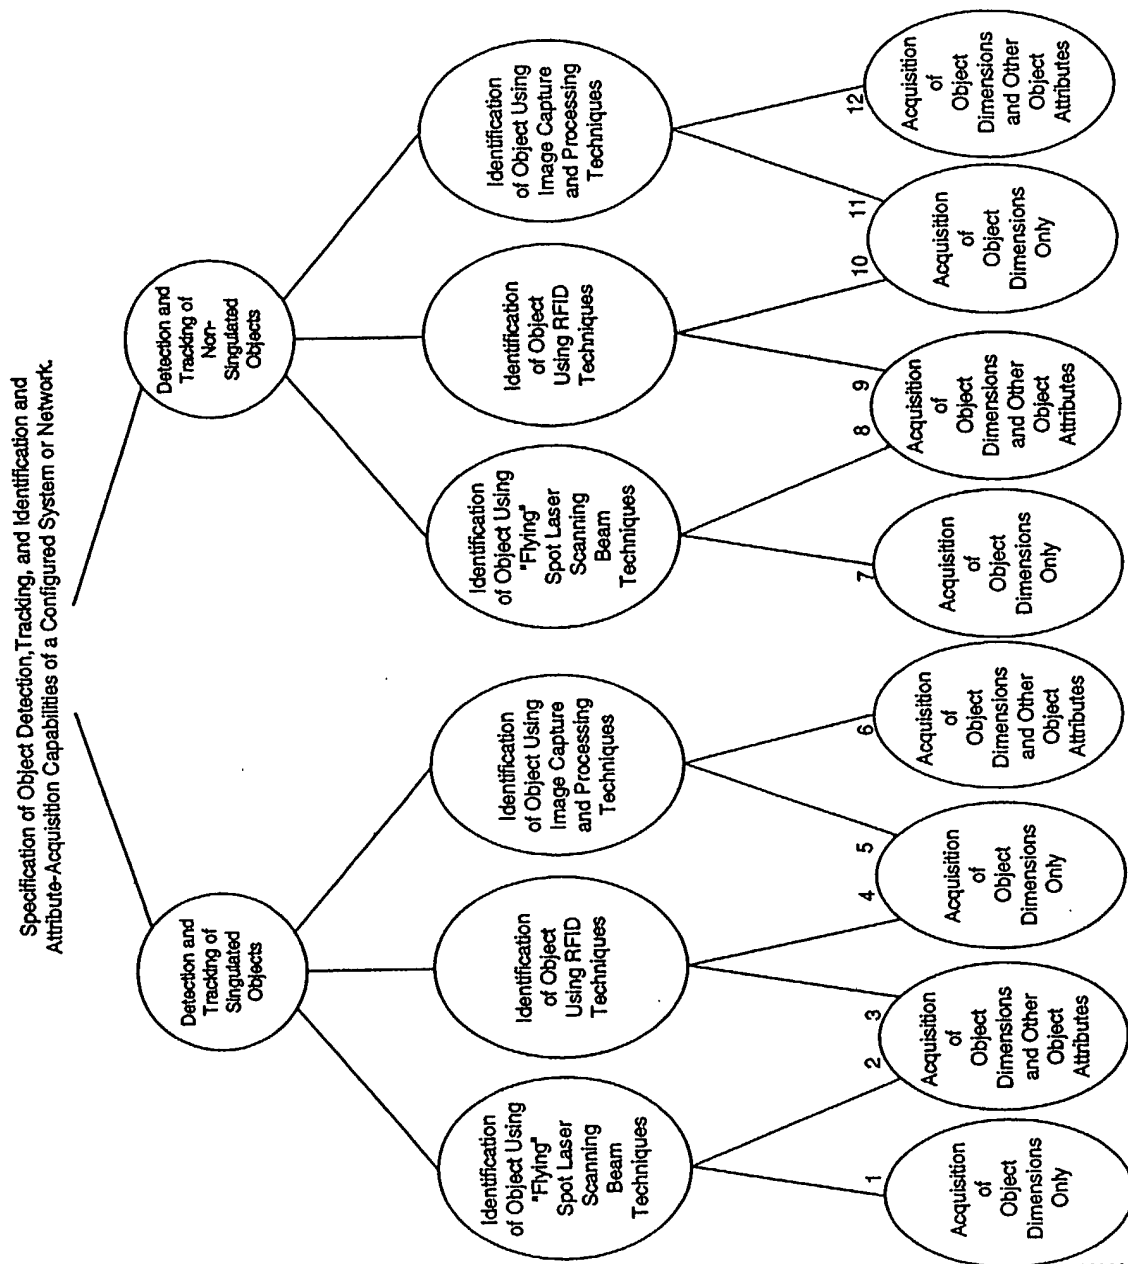 Specification of Object Detection,Tracking, and Identification and
Attribute-Acquisition Capabilities of a Configured System or Network.
Detection and
Tracking of
Singulated
Objects
Detection and
Tracking of
Non-
Singulated
Objects
Identification
of Object Using
"Flying"
Spot Laser
Scanning
Beam
Techniques
Identification
of Object
Using RFID
Techniques
Identification
of Object Using
Image Capture
and Processing
Techniques
Identification
of Object Using
"Flying"
Spot Laser
Scanning
Beam
Techniques
Identification
of Object
Using RFID
Techniques
Identification
of Object Using
Image Capture
and Processing
Techniques
1
2
3
4
5
6
7
8
9
10
11
12
Acquisition
of
Object
Dimensions
Only
Acquisition
of
Object
Dimensions
and Other
Object
Attributes
Acquisition
of
Object
Dimensions
Only
Acquisition
of
Object
Dimensions
and Other
Object
Attributes
Acquisition
of
Object
Dimensions
Only
Acquisition
of
Object
Dimensions
and Other
Object
Attributes
Acquisition
of
Object
Dimensions
Only
Acquisition
of
Object
Dimensions
and Other
Object
Attributes